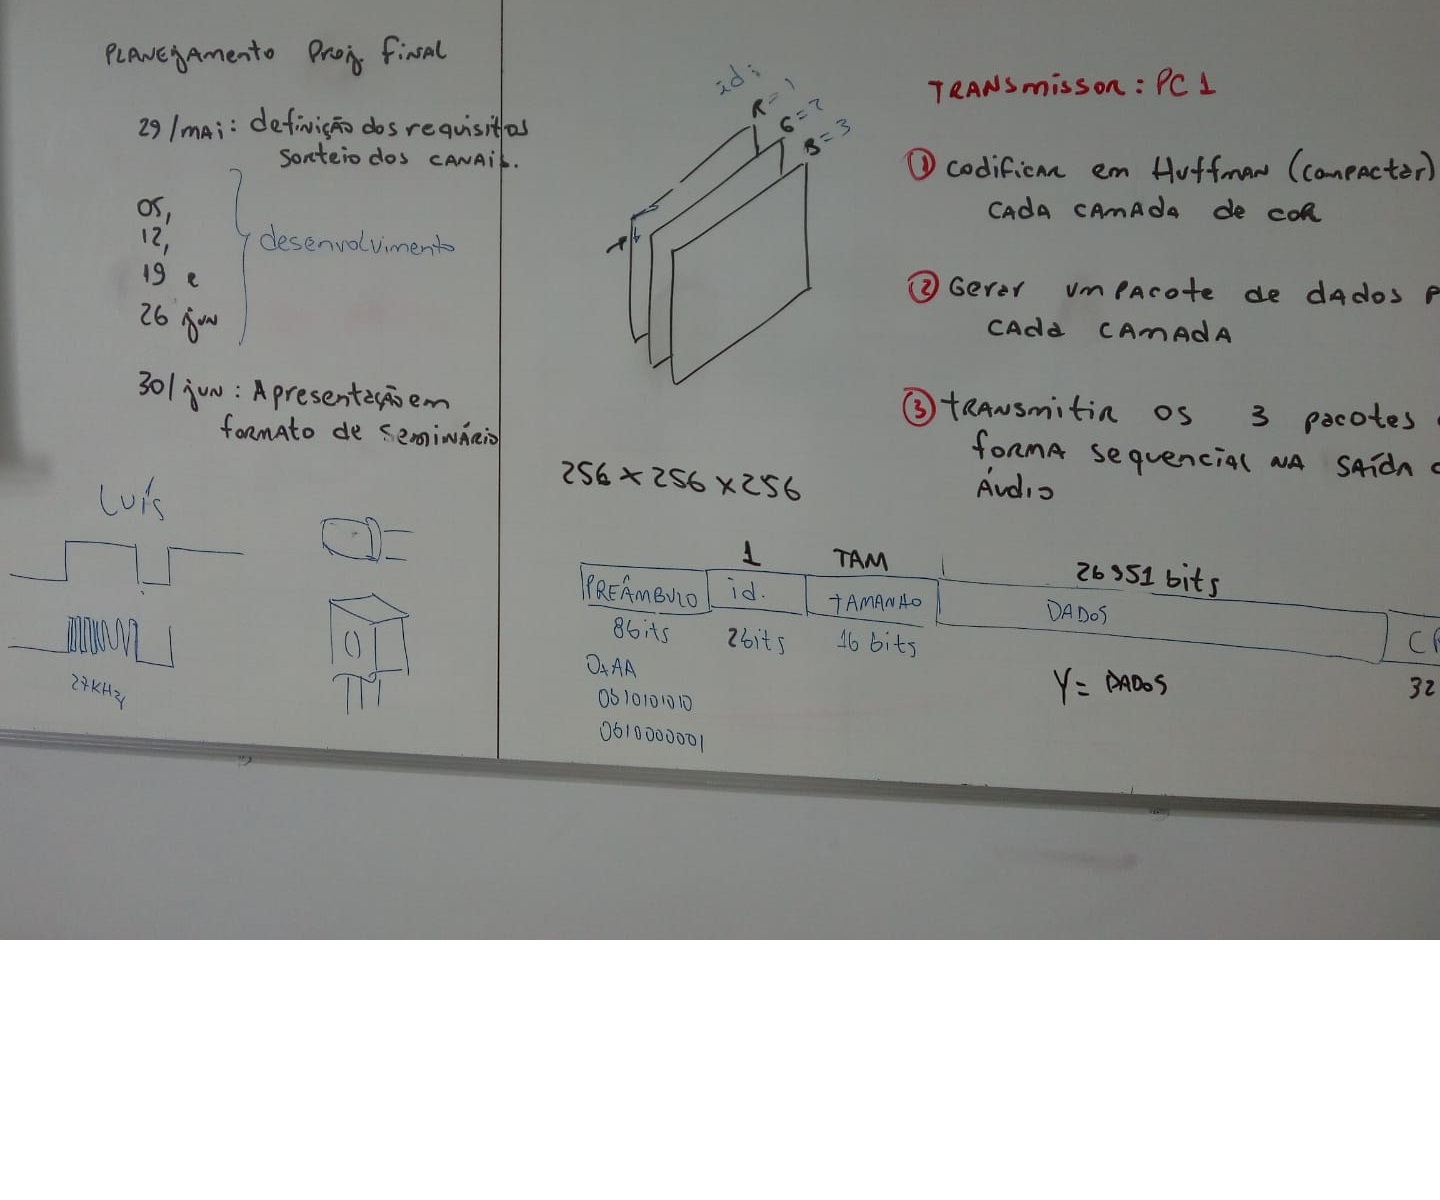 PLANEJAMENTO PROJ. FINAL
29/MAI: definição dos requisitos
SORTEIO DOS CANAIS.
05,
12,
19 e
26 JUN
desenvolvimento
30/JUN: Apresentação em
FORMATO de SEMINÁRIO
Luís
27KHz
id:
R=1
G=2
B=3
256 x 256 x 256
TRANSMISSOR: PC1
1 CODIFICAR em HUFFMAN (COMPACTAR)
CADA CAMADA de COR
2 Gerar um PACOTE de DADOS P
CADA CAMADA
3 TRANSMITIR OS 3 pacotes
FORMA sequencial NA SAÍDA
ÁUDIO
1 TAM 26951 bits
PREÂMBULO id. TAMANHO DADOS
8bits 2bits 16 bits Y = DADOS 32
0xAA
0b10101010
0b10000001